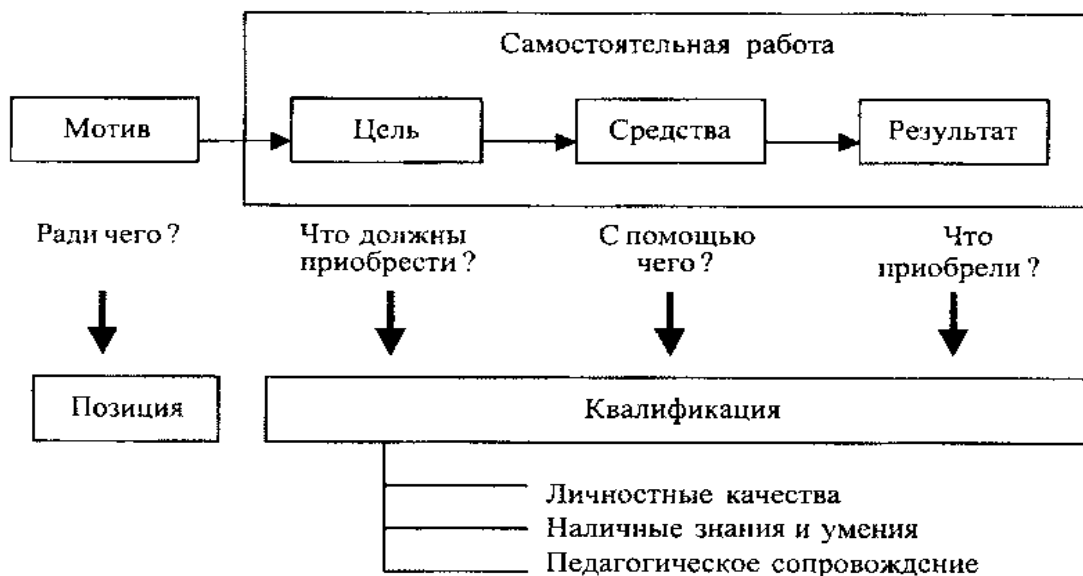 Самостоятельная работа
Мотив
Цель
Средства
Результат
Ради чего?
Что должны
приобрести?
С помощью
чего?
Что
приобрели?
Позиция
Квалификация
Личностные качества
Наличные знания и умения
Педагогическое сопровождение